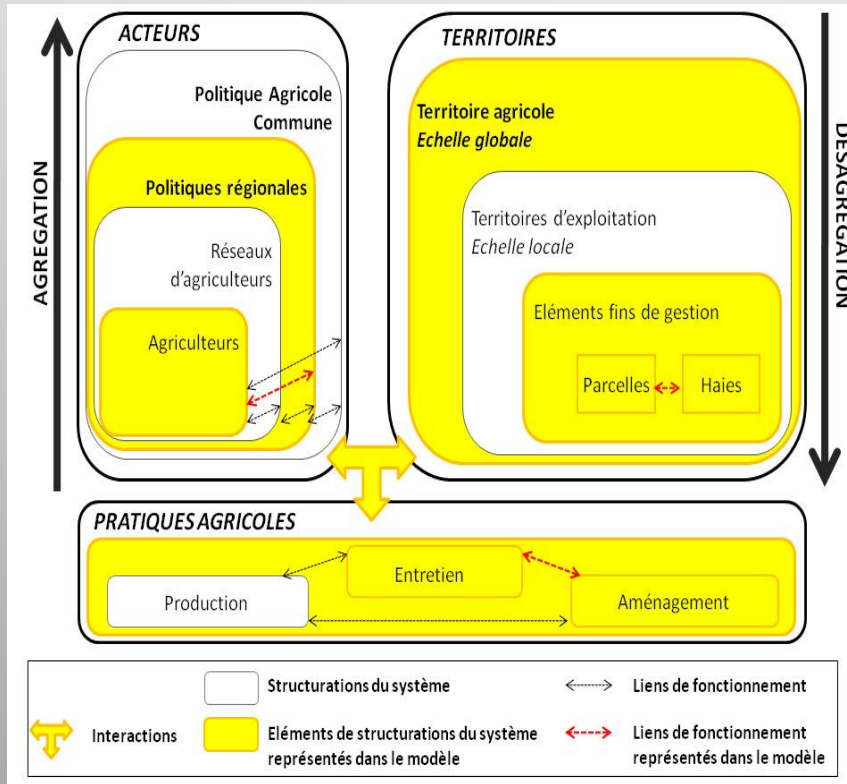 ACTEURS
Politique Agricole
Commune
Politiques régionales
Réseaux
d'agriculteurs
Agriculteurs
AGREGATION
TERRITOIRES
Territoire agricole
Echelle globale
Territoires d'exploitation
Echelle locale
Eléments fins de gestion
Parcelles
Haies
DESAGREGATION
PRATIQUES AGRICOLES
Entretien
Production
Aménagement
Interactions
Structurations du système
Eléments de structurations du système
représentés dans le modèle
Liens de fonctionnement
Liens de fonctionnement
représentés dans le modèle